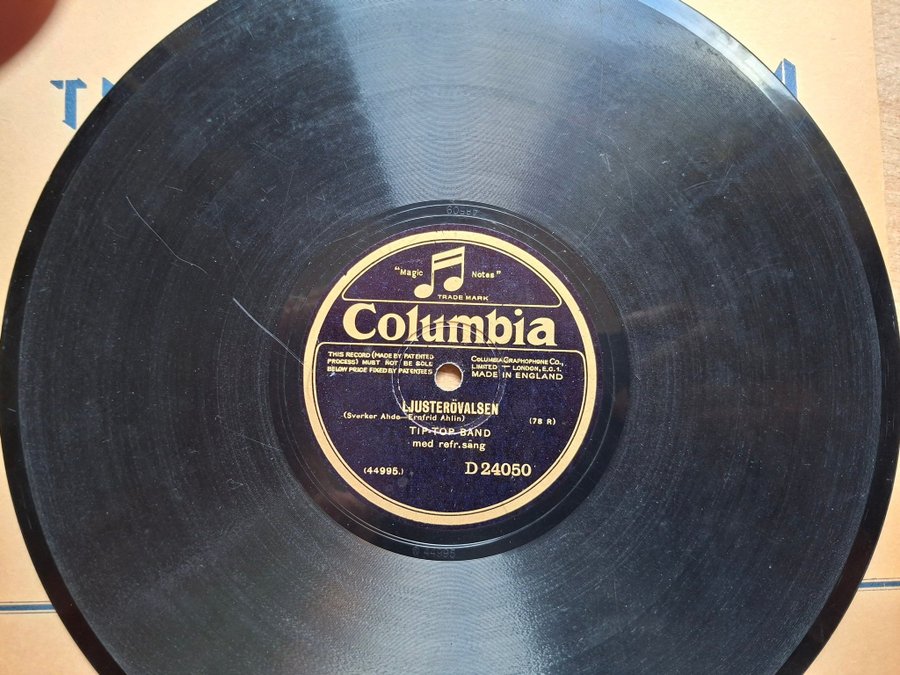 "Magic Notes"
TRADE MARK
Columbia
THIS RECORD (MADE BY PATENTED
PROCESS) MUST NOT BE SOLD
BELOW PRICE FIXED BY PATENTEES
COLUMBIA GRAPHOPHONE CO.,
LIMITED — LONDON, E.C.1.
MADE IN ENGLAND
LJUSTERÖVALSEN
(Sverker Ahde—Ernfrid Ahlin)
(78 R)
TIP-TOP BAND
med refr.sång
(44995.)
D 24050
44995